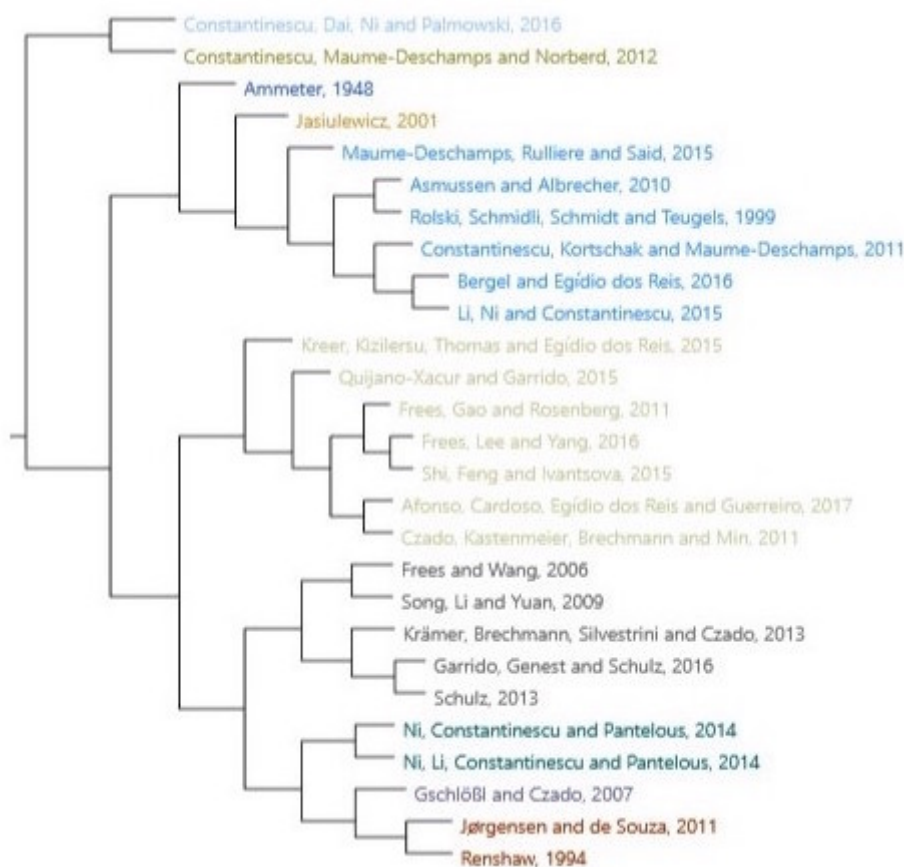 Constantinescu, Dai, Ni and Palmowski, 2016
Constantinescu, Maume-Deschamps and Norberd, 2012
Ammeter, 1948
Jasiulewicz, 2001
Maume-Deschamps, Rulliere and Said, 2015
Asmussen and Albrecher, 2010
Rolski, Schmidli, Schmidt and Teugels, 1999
Constantinescu, Kortschak and Maume-Deschamps, 2011
Bergel and Egídio dos Reis, 2016
Li, Ni and Constantinescu, 2015
Kreer, Kizilersu, Thomas and Egídio dos Reis, 2015
Quijano-Xacur and Garrido, 2015
Frees, Gao and Rosenberg, 2011
Frees, Lee and Yang, 2016
Shi, Feng and Ivantsova, 2015
Afonso, Cardoso, Egídio dos Reis and Guerreiro, 2017
Czado, Kastenmeier, Brechmann and Min, 2011
Frees and Wang, 2006
Song, Li and Yuan, 2009
Krämer, Brechmann, Silvestrini and Czado, 2013
Garrido, Genest and Schulz, 2016
Schulz, 2013
Ni, Constantinescu and Pantelous, 2014
Ni, Li, Constantinescu and Pantelous, 2014
Gschlößl and Czado, 2007
Jørgensen and de Souza, 2011
Renshaw, 1994